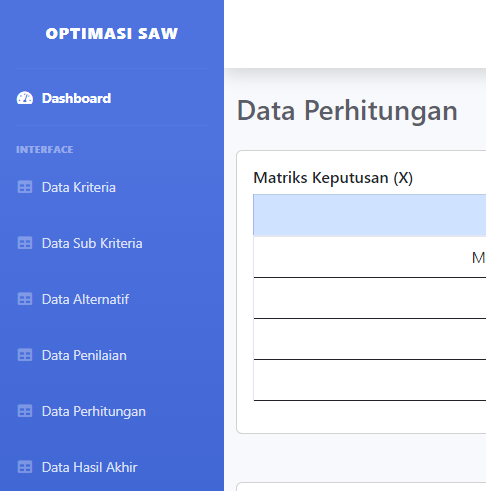 OPTIMASI SAW
Dashboard
INTERFACE
Data Kriteria
Data Sub Kriteria
Data Alternatif
Data Penilaian
Data Perhitungan
Data Hasil Akhir
Data Perhitungan
Matriks Keputusan (X)
M